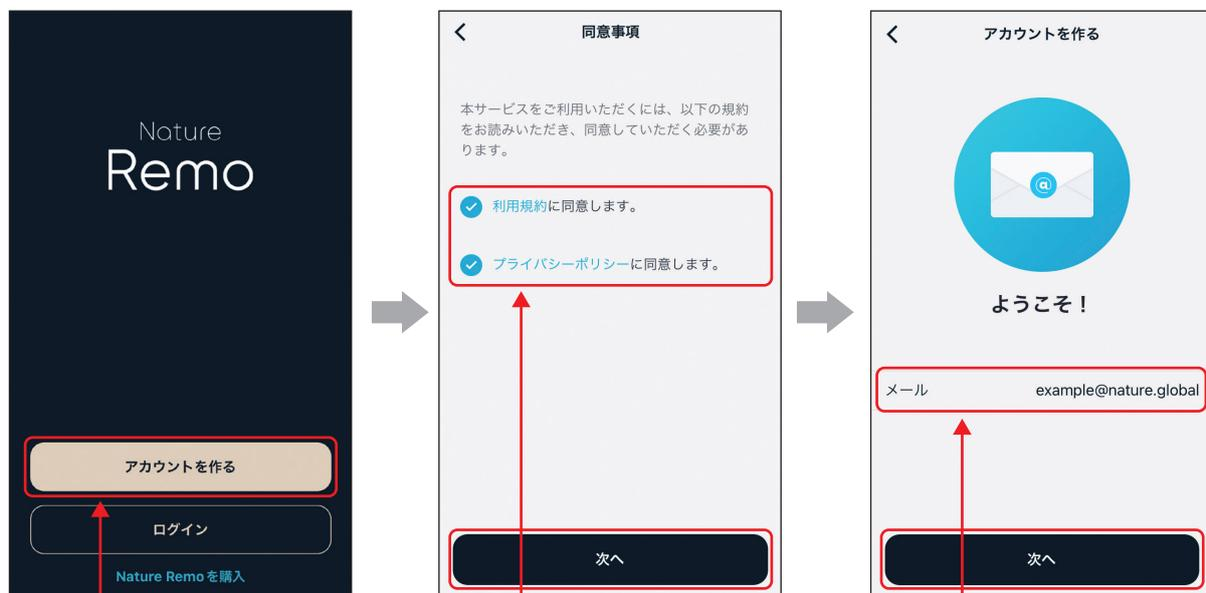 Nature
Remo
アカウントを作る
ログイン
Nature Remoを購入
同意事項
本サービスをご利用いただくには、以下の規約
をお読みいただき、同意していただく必要があ
ります。
利用規約に同意します。
プライバシーポリシーに同意します。
次へ
アカウントを作る
@
ようこそ！
メール example@nature.global
次へ